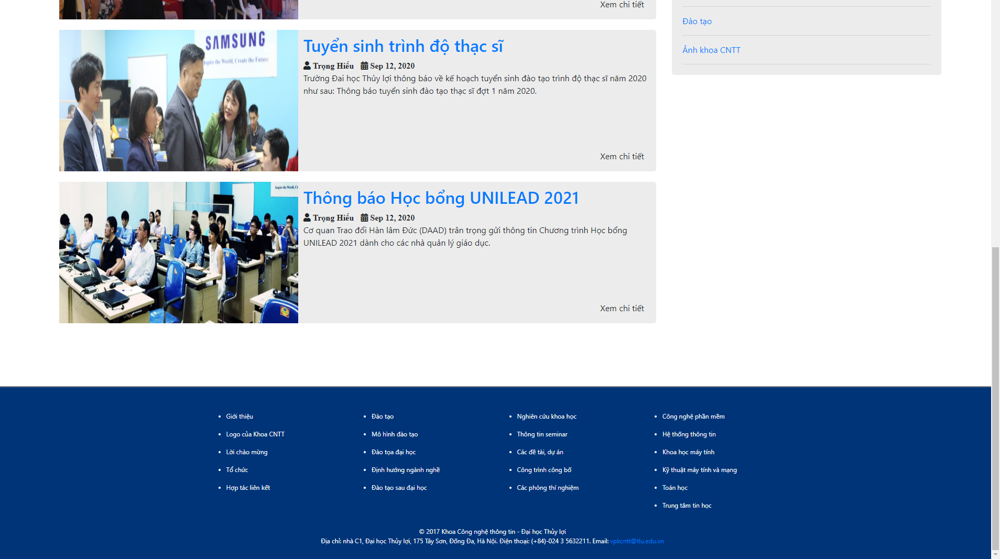 Xem chi tiết
Đào tạo
Ảnh khoa CNTT
SAMSUNG
Inspire the World, Create the Future
Tuyển sinh trình độ thạc sĩ
Trọng Hiếu Sep 12, 2020
Trường Đai học Thủy lợi thông báo về kế hoạch tuyển sinh đào tạo trình độ thạc sĩ năm 2020
như sau: Thông báo tuyển sinh đào tạo thạc sĩ đợt 1 năm 2020.
Xem chi tiết
Inspire the World, Cr
Thông báo Học bổng UNILEAD 2021
Trọng Hiếu Sep 12, 2020
Cơ quan Trao đổi Hàn lâm Đức (DAAD) trân trọng gửi thông tin Chương trình Học bổng
UNILEAD 2021 dành cho các nhà quản lý giáo dục.
Xem chi tiết
Giới thiệu
Logo của Khoa CNTT
Lời chào mừng
Tổ chức
Hợp tác liên kết
Đào tạo
Mô hình đào tạo
Đào tọa đại học
Định hướng ngành nghề
Đào tạo sau đại học
Nghiên cứu khoa học
Thông tin seminar
Các đề tài, dự án
Công trình công bố
Các phòng thí nghiệm
Công nghệ phần mềm
Hệ thống thông tin
Khoa học máy tính
Kỹ thuật máy tính và mạng
Toán học
Trung tâm tin học
© 2017 Khoa Công nghệ thông tin - Đại học Thủy lợi
Địa chỉ: nhà C1, Đại học Thủy lợi, 175 Tây Sơn, Đống Đa, Hà Nội. Điện thoại: (+84)-024 3 5632211. Email: vpkcntt@tlu.edu.vn